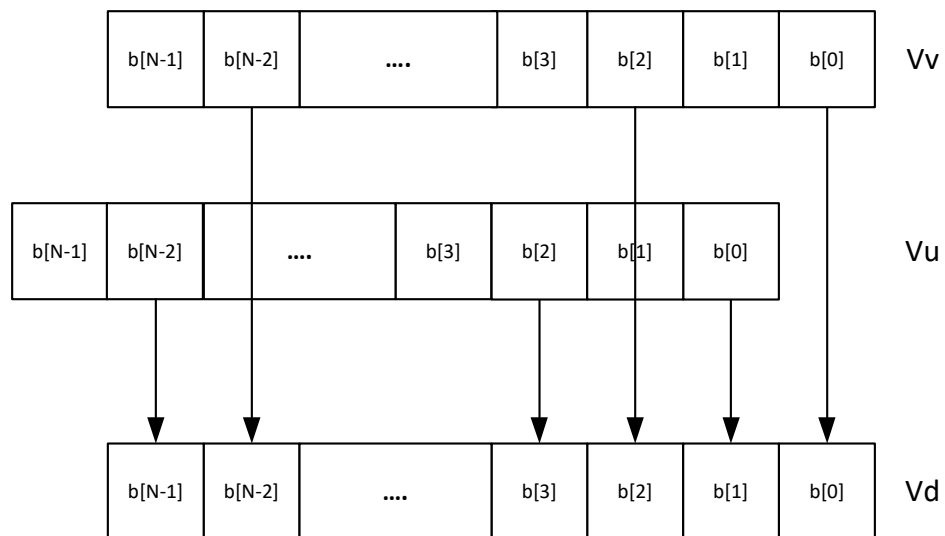 b[N-1] b[N-2] .... b[3] b[2] b[1] b[0] Vv
b[N-1] b[N-2] .... b[3] b[2] b[1] b[0] Vu
b[N-1] b[N-2] .... b[3] b[2] b[1] b[0] Vd